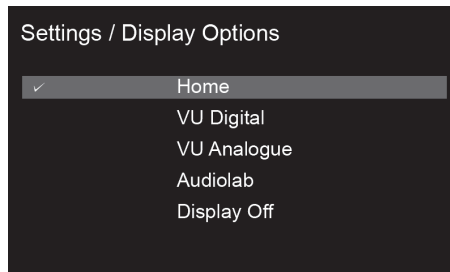 Settings / Display Options
✓ Home
VU Digital
VU Analogue
Audiolab
Display Off